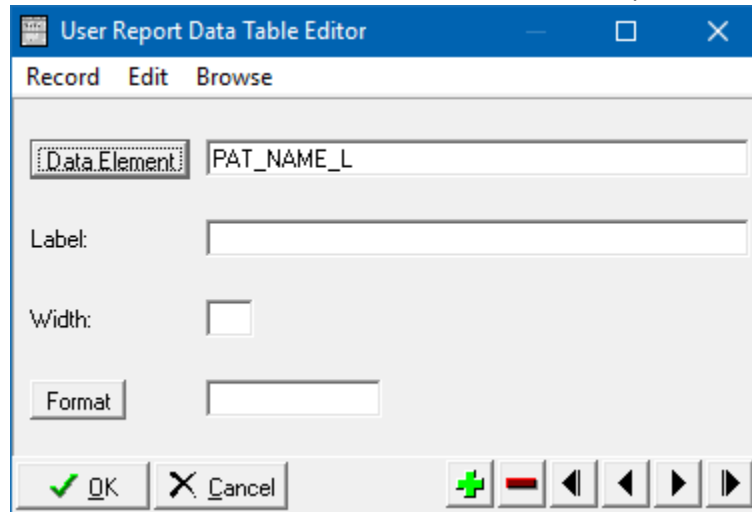 User Report Data Table Editor
Record Edit Browse
Data Element PAT_NAME_L
Label:
Width:
Format
OK Cancel